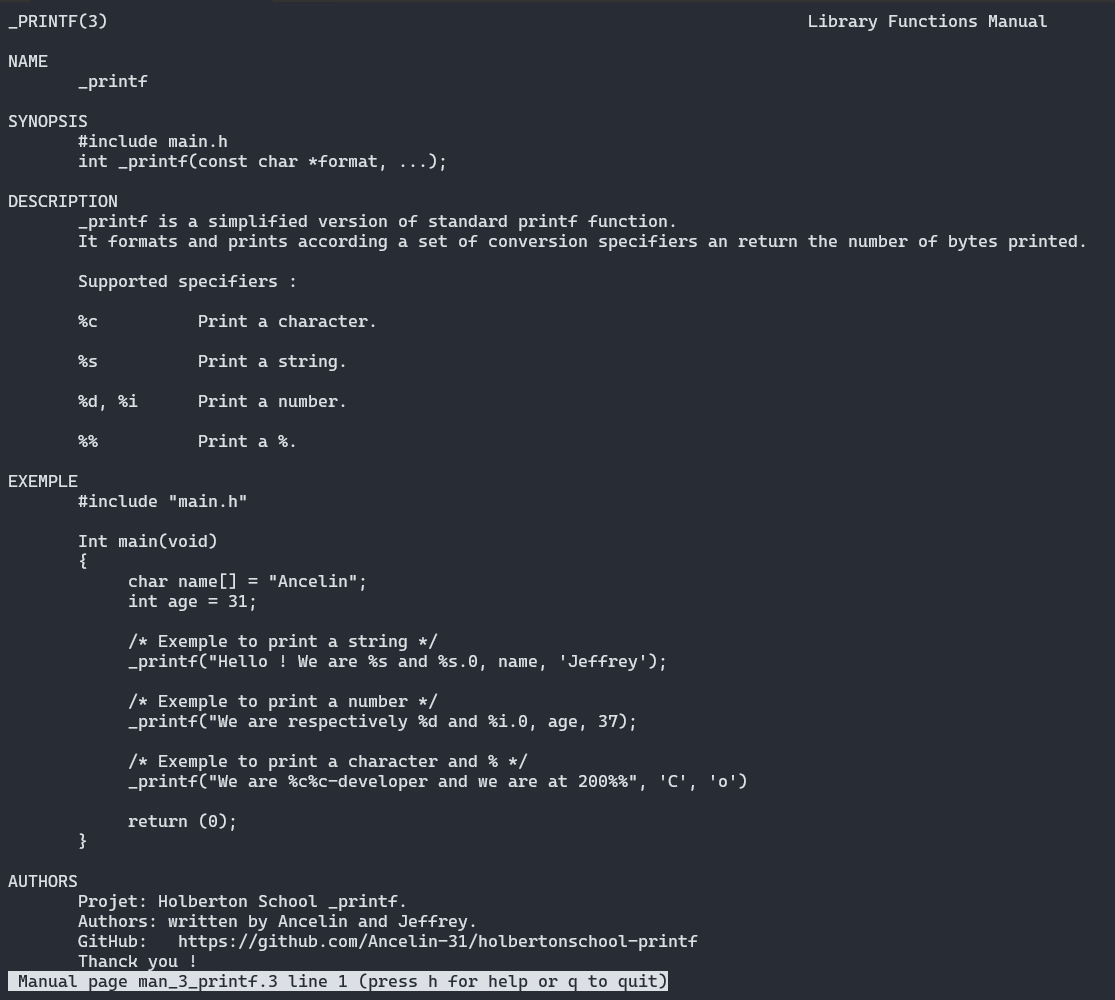 _PRINTF(3) Library Functions Manual
NAME
_printf
SYNOPSIS
#include main.h
int _printf(const char *format, ...);
DESCRIPTION
_printf is a simplified version of standard printf function.
It formats and prints according a set of conversion specifiers an return the number of bytes printed.
Supported specifiers :
%c Print a character.
%s Print a string.
%d, %i Print a number.
%% Print a %.
EXEMPLE
#include "main.h"
Int main(void)
{
char name[] = "Ancelin";
int age = 31;
/* Exemple to print a string */
_printf("Hello ! We are %s and %s.0, name, 'Jeffrey');
/* Exemple to print a number */
_printf("We are respectively %d and %i.0, age, 37);
/* Exemple to print a character and % */
_printf("We are %c%c-developer and we are at 200%%", 'C', 'o')
return (0);
}
AUTHORS
Projet: Holberton School _printf.
Authors: written by Ancelin and Jeffrey.
GitHub: https://github.com/Ancelin-31/holbertonschool-printf
Thanck you !
Manual page man_3_printf.3 line 1 (press h for help or q to quit)